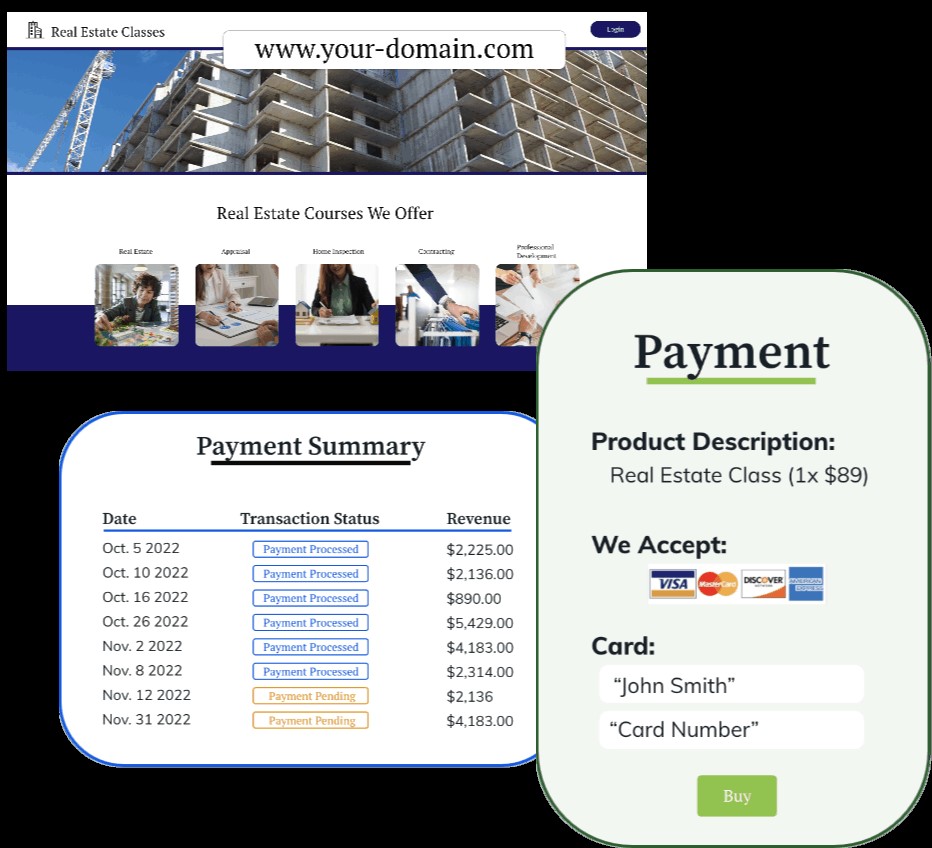 Real Estate Classes
www.your-domain.com
Login
Real Estate Courses We Offer
Real Estate
Appraisal
Home Inspection
Contracting
Professional
Development
Payment Summary
Date Transaction Status Revenue
Oct. 5 2022 Payment Processed $2,225.00
Oct. 10 2022 Payment Processed $2,136.00
Oct. 16 2022 Payment Processed $890.00
Oct. 26 2022 Payment Processed $5,429.00
Nov. 2 2022 Payment Processed $4,183.00
Nov. 8 2022 Payment Processed $2,314.00
Nov. 12 2022 Payment Pending $2,136
Nov. 31 2022 Payment Pending $4,183.00
Payment
Product Description:
Real Estate Class (1x $89)
We Accept:
VISA MasterCard DISCOVER AMERICAN
EXPRESS
Card:
“John Smith”
“Card Number”
Buy